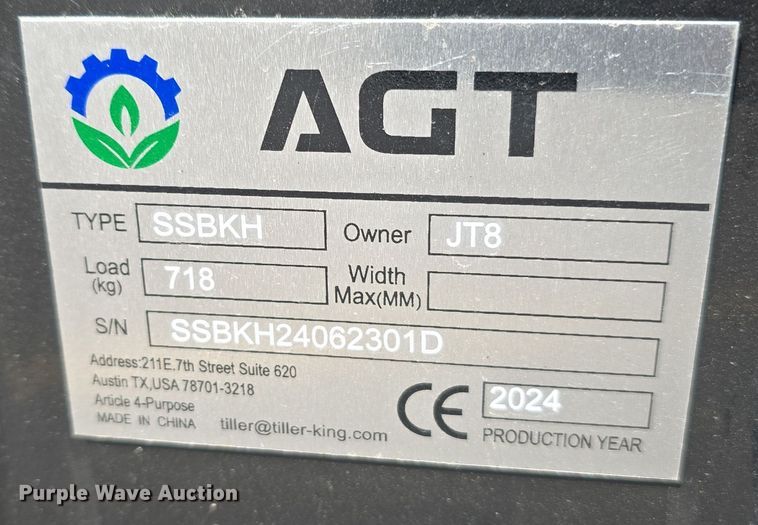 AGT
TYPE SSBKH Owner JT8
Load (kg) 718 Width Max(MM)
S/N SSBKH24062301D
Address:211E.7th Street Suite 620
Austin TX,USA 78701-3218
Article 4-Purpose
MADE IN CHINA tiller@tiller-king.com
CE 2024
PRODUCTION YEAR
Purple Wave Auction